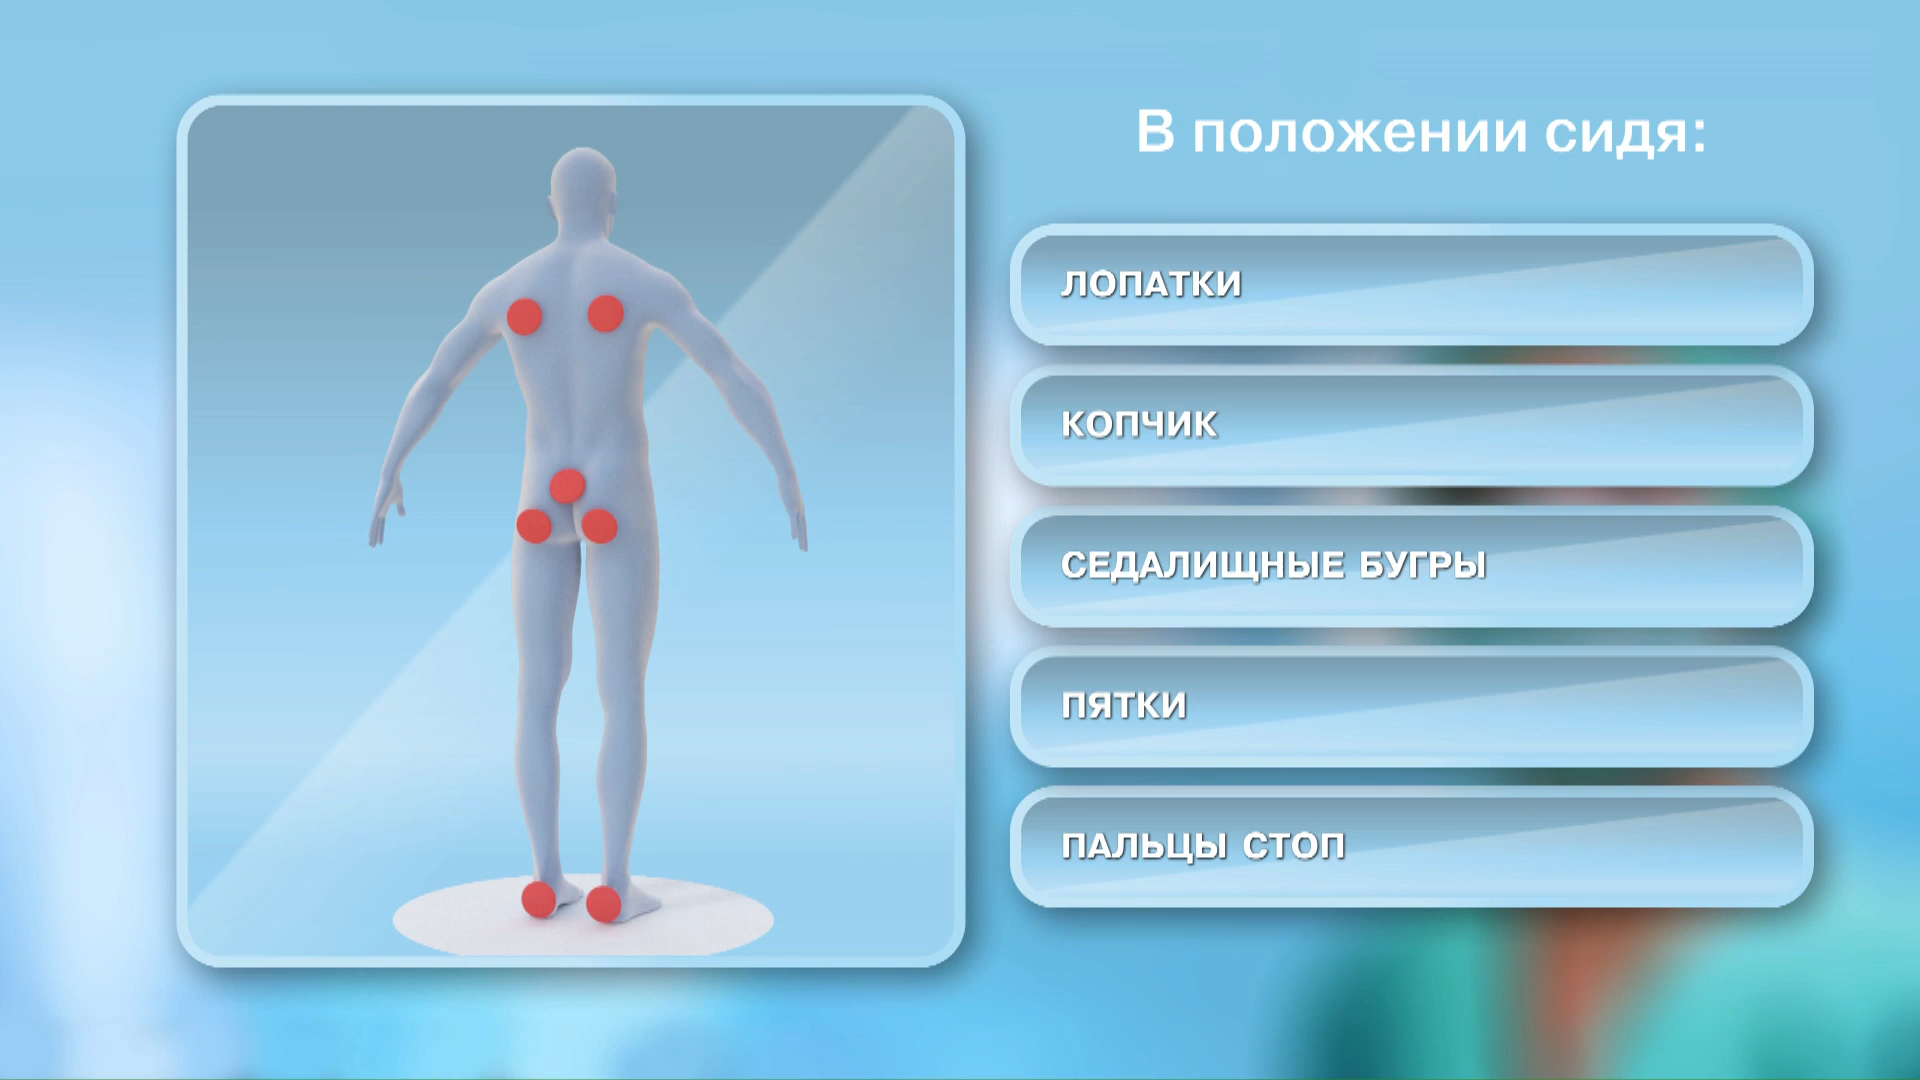 В положении сидя:
ЛОПАТКИ
КОПЧИК
СЕДАЛИЩНЫЕ БУГРЫ
ПЯТКИ
ПАЛЬЦЫ СТОП